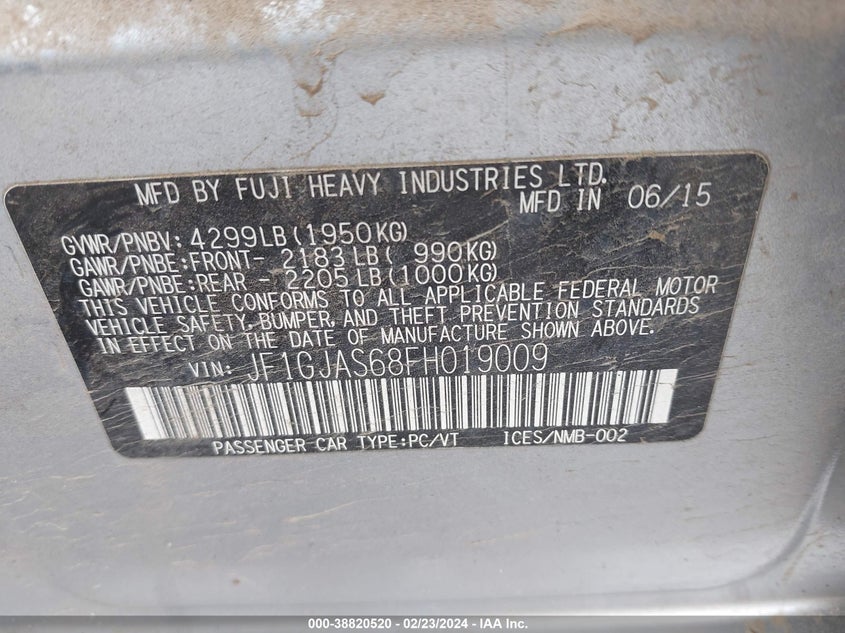 MFD BY FUJI HEAVY INDUSTRIES LTD.
MFD IN 06/15
GVWR/PNBV: 4299LB(1950KG)
GAWR/PNBE:FRONT- 2183LB( 990KG)
GAWR/PNBE:REAR - 2205LB(1000KG)
THIS VEHICLE CONFORMS TO ALL APPLICABLE FEDERAL MOTOR
VEHICLE SAFETY, BUMPER, AND THEFT PREVENTION STANDARDS
IN EFFECT ON THE DATE OF MANUFACTURE SHOWN ABOVE.
VIN: JF1GJAS68FH019009
PASSENGER CAR TYPE:PC/VT ICES/NMB-002
000-38820520 - 02/23/2024 - IAA Inc.